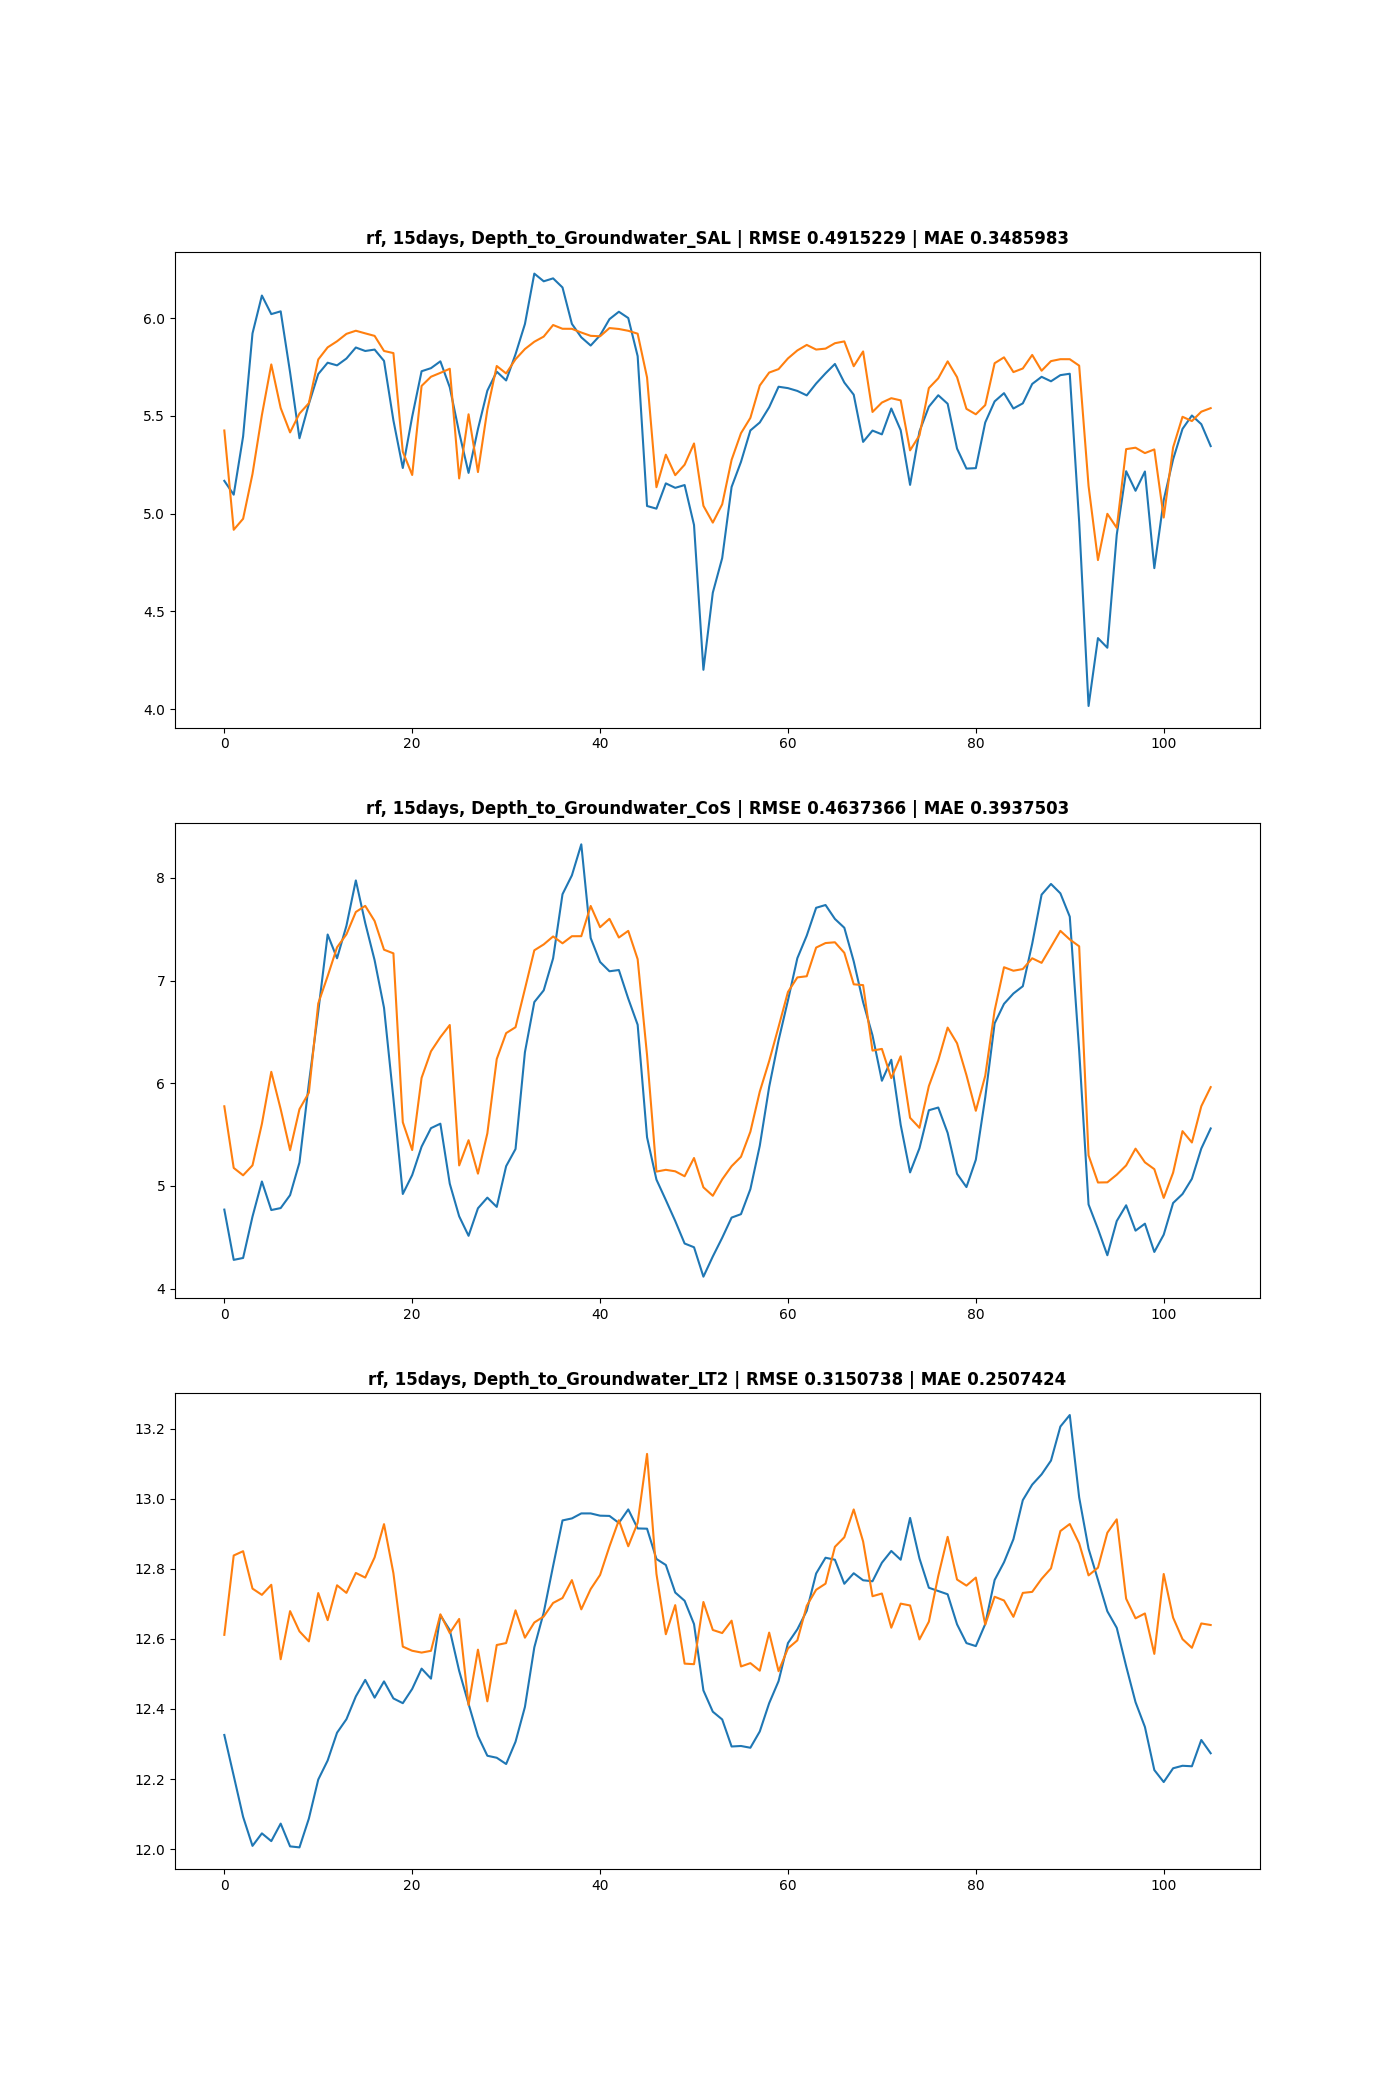 rf, 15days, Depth_to_Groundwater_SAL | RMSE 0.4915229 | MAE 0.3485983
6.0
5.5
5.0
4.5
4.0
0 20 40 60 80 100
rf, 15days, Depth_to_Groundwater_CoS | RMSE 0.4637366 | MAE 0.3937503
8
7
6
5
4
0 20 40 60 80 100
rf, 15days, Depth_to_Groundwater_LT2 | RMSE 0.3150738 | MAE 0.2507424
13.2
13.0
12.8
12.6
12.4
12.2
12.0
0 20 40 60 80 100